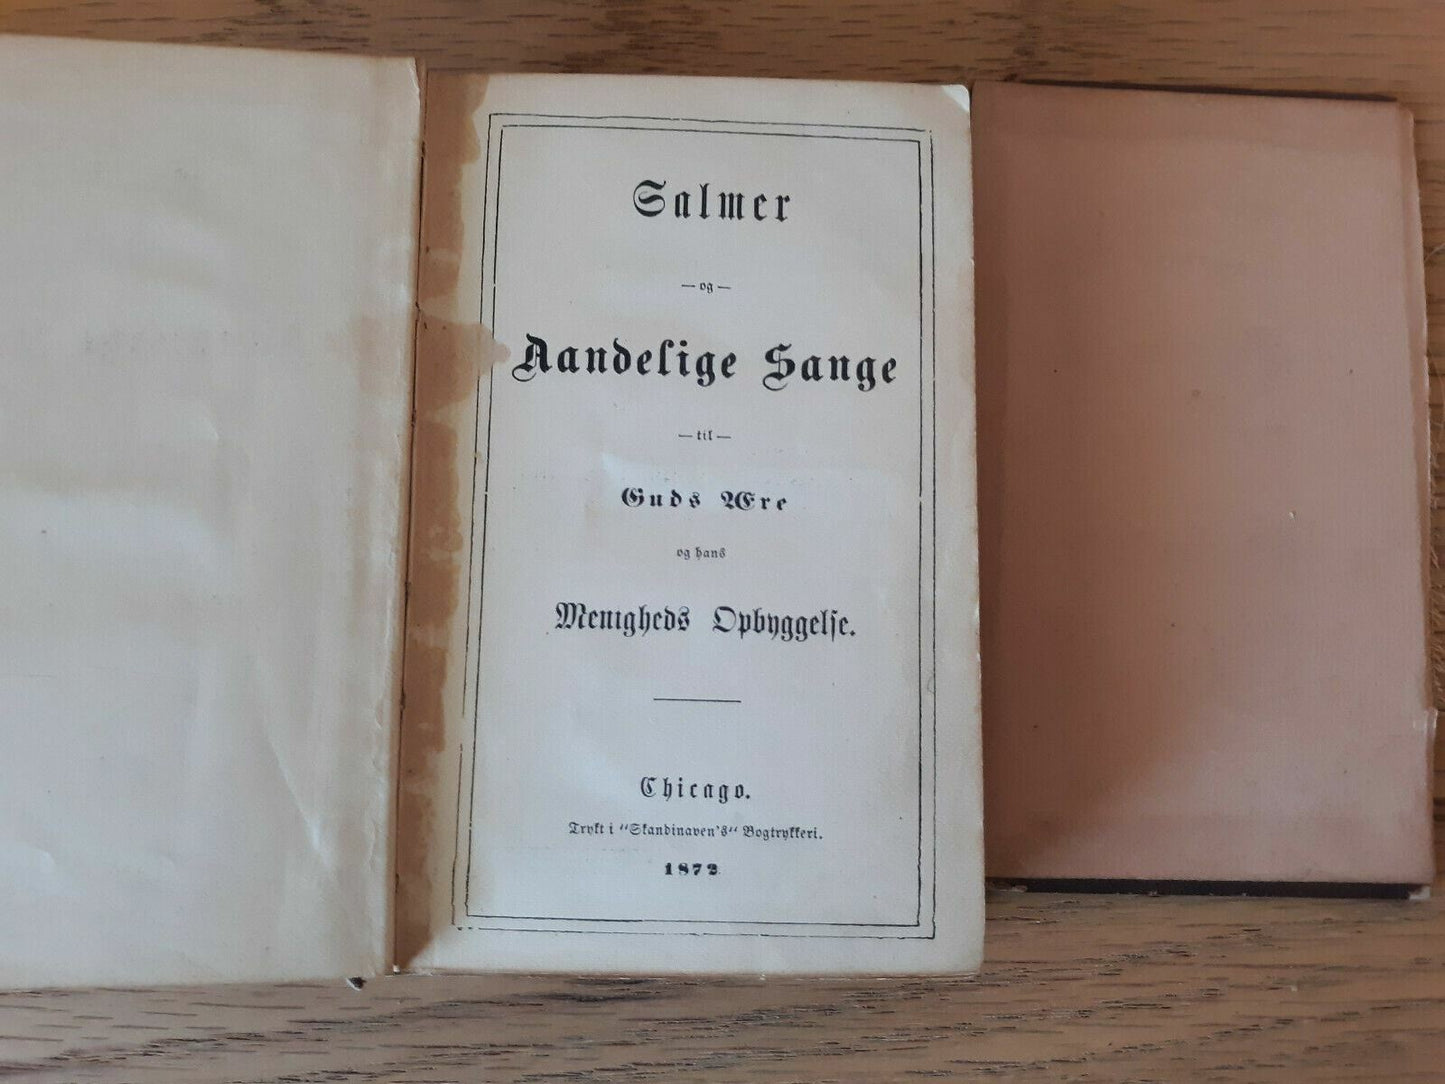 Salmer
— og —
Aandelige Sange
— til —
Guds Ære
og hans
Menigheds Opbyggelse.
Chicago.
Trykt i “Skandinaven's“ Bogtrykkeri.
1872